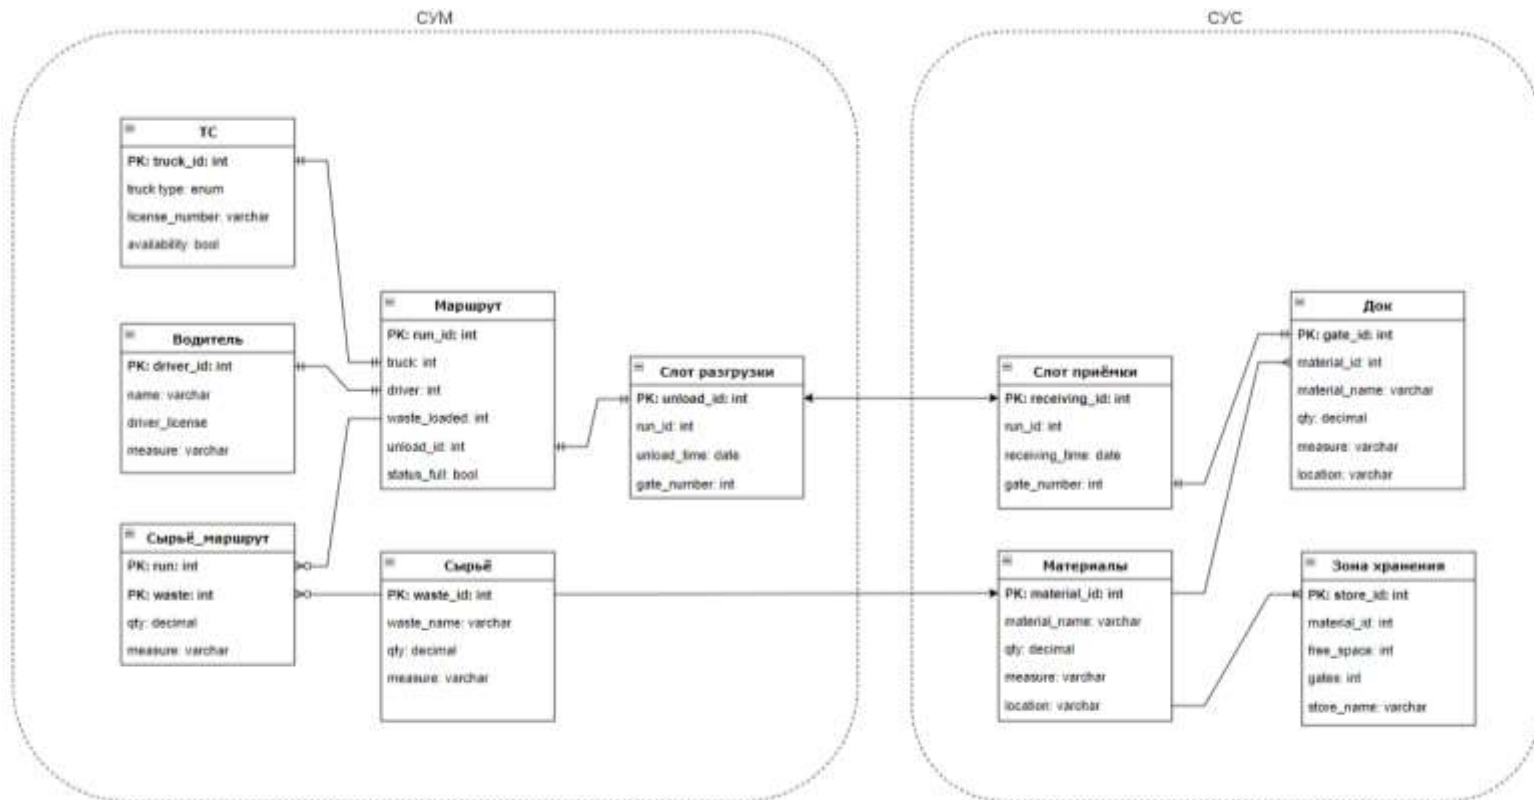 СУМ
СУС
ТС
PK: truck_id: int
truck type: enum
license_number: varchar
availability: bool
Водитель
PK: driver_id: int
name: varchar
driver_license
measure: varchar
Сырьё_маршрут
PK: run: int
PK: waste: int
qty: decimal
measure: varchar
Маршрут
PK: run_id: int
truck: int
driver: int
waste_loaded: int
unload_id: int
status_full: bool
Сырьё
PK: waste_id: int
waste_name: varchar
qty: decimal
measure: varchar
Слот разгрузки
PK: unload_id: int
run_id: int
unload_time: date
gate_number: int
Слот приёмки
PK: receiving_id: int
run_id: int
receiving_time: date
gate_number: int
Материалы
PK: material_id: int
material_name: varchar
qty: decimal
measure: varchar
location: varchar
Док
PK: gate_id: int
material_id: int
material_name: varchar
qty: decimal
measure: varchar
location: varchar
Зона хранения
PK: store_id: int
material_id: int
free_space: int
gates: int
store_name: varchar